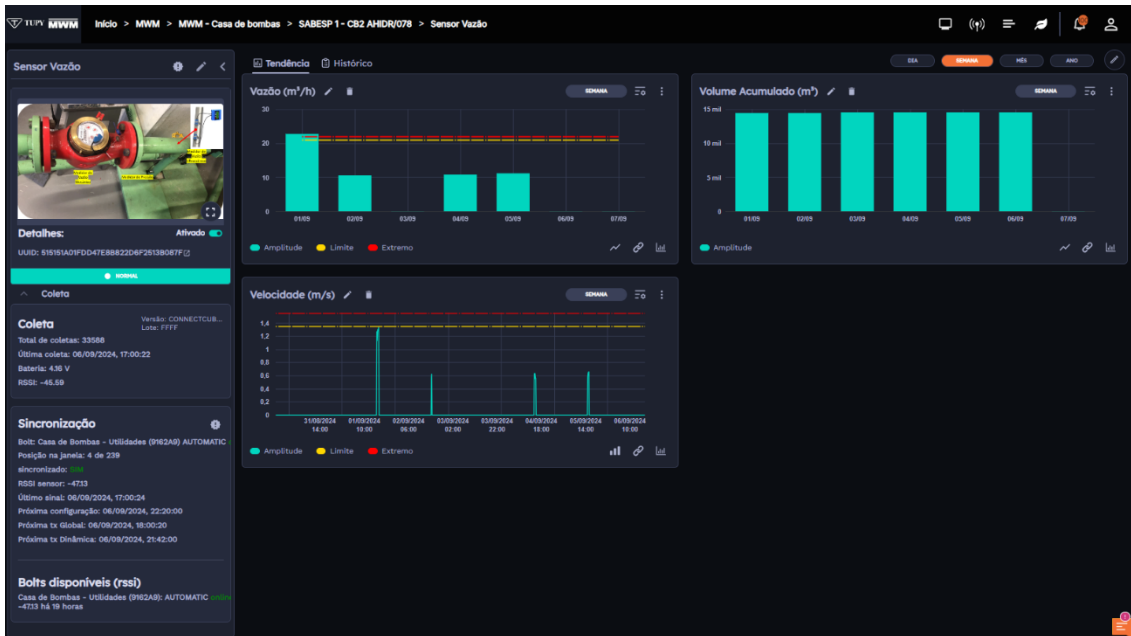 TUPY MWM
Início > MWM > MWM - Casa de bombas > SABESP 1 - CB2 AHIDR/078 > Sensor Vazão
Sensor Vazão
Detalhes:
Ativado
UUID: 515151A01FDD47E88822D6F25138087F
NORMAL
Coleta
Coleta
Versão: CONNECTCUB...
Lote: FFFF
Total de coletas: 33588
Última coleta: 06/09/2024, 17:00:22
Bateria: 4.16 V
RSSI: -45.59
Sincronização
Bolt: Casa de Bombas - Utilidades (9162A9) AUTOMATIC
Posição na janela: 4 de 239
sincronizado: SIM
RSSI sensor: -47.13
Último sinal: 06/09/2024, 17:00:24
Próxima configuração: 06/09/2024, 22:20:00
Próxima tx Global: 06/09/2024, 18:00:20
Próxima tx Dinâmica: 06/09/2024, 21:42:00
Bolts disponíveis (rssi)
Casa de Bombas - Utilidades (9162A9): AUTOMATIC online
-47.13 há 19 horas
Tendência
Histórico
DIA
SEMANA
MÊS
ANO
Vazão (m³/h)
SEMANA
30
20
10
0
01/09 02/09 03/09 04/09 05/09 06/09 07/09
Amplitude Limite Extremo
Volume Acumulado (m³)
SEMANA
15 mil
10 mil
5 mil
0
01/09 02/09 03/09 04/09 05/09 06/09 07/09
Amplitude
Velocidade (m/s)
SEMANA
1,4
1,2
1
0,8
0,6
0,4
0,2
0
31/08/2024 01/09/2024 02/09/2024 03/09/2024 03/09/2024 04/09/2024 05/09/2024 06/09/2024
14:00 10:00 06:00 02:00 22:00 18:00 14:00 10:00
Amplitude Limite Extremo